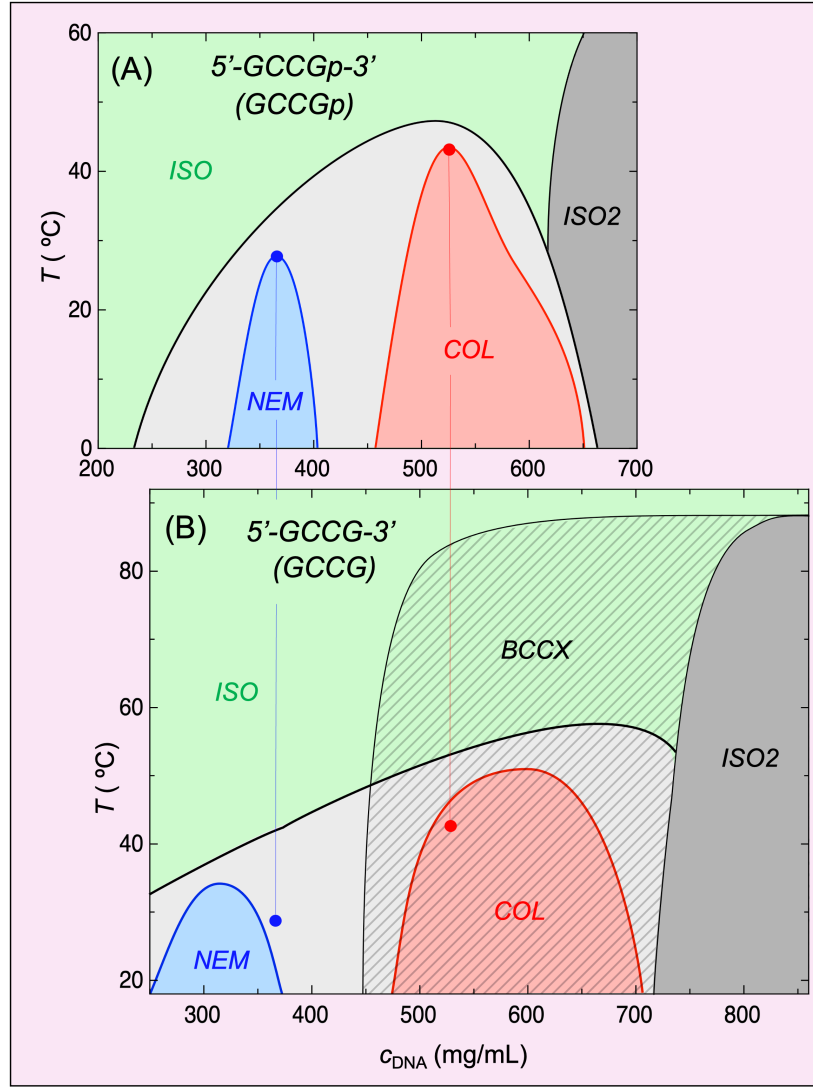 (A)
5'-GCCGp-3'
(GCCGp)
ISO
ISO2
COL
NEM
T ( ºC)
60
40
20
0
200 300 400 500 600 700
(B)
5'-GCCG-3'
(GCCG)
BCCX
ISO
ISO2
COL
NEM
T ( ºC)
80
60
40
20
300 400 500 600 700 800
cDNA (mg/mL)